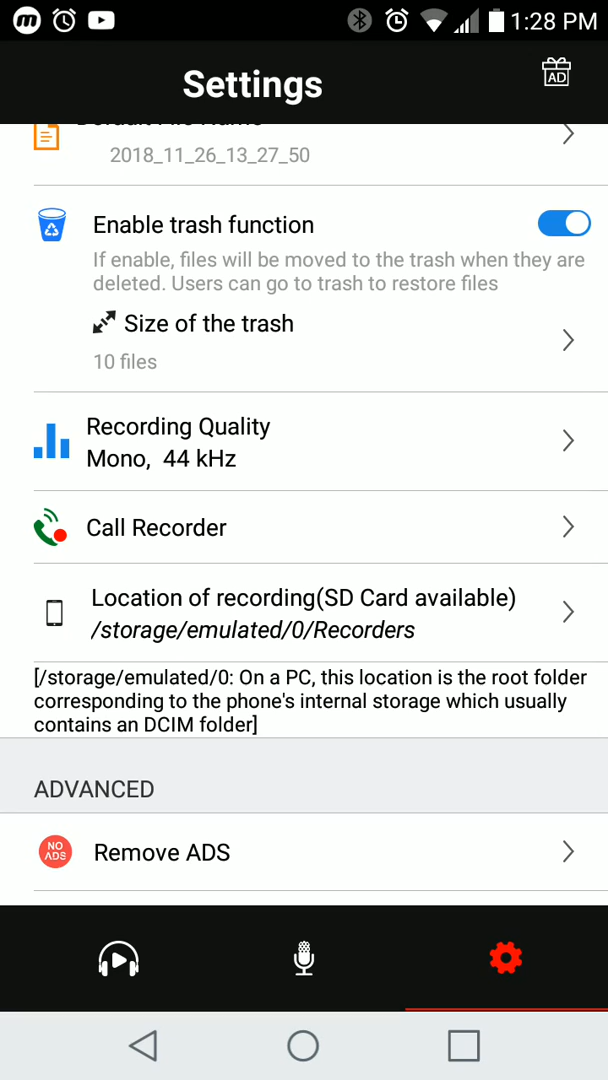 1:28 PM
Settings
AD
Default File Name
2018_11_26_13_27_50
Enable trash function
If enable, files will be moved to the trash when they are
deleted. Users can go to trash to restore files
Size of the trash
10 files
Recording Quality
Mono,  44 kHz
Call Recorder
Location of recording(SD Card available)
/storage/emulated/0/Recorders
[/storage/emulated/0: On a PC, this location is the root folder
corresponding to the phone's internal storage which usually
contains an DCIM folder]
ADVANCED
NO
ADS
Remove ADS